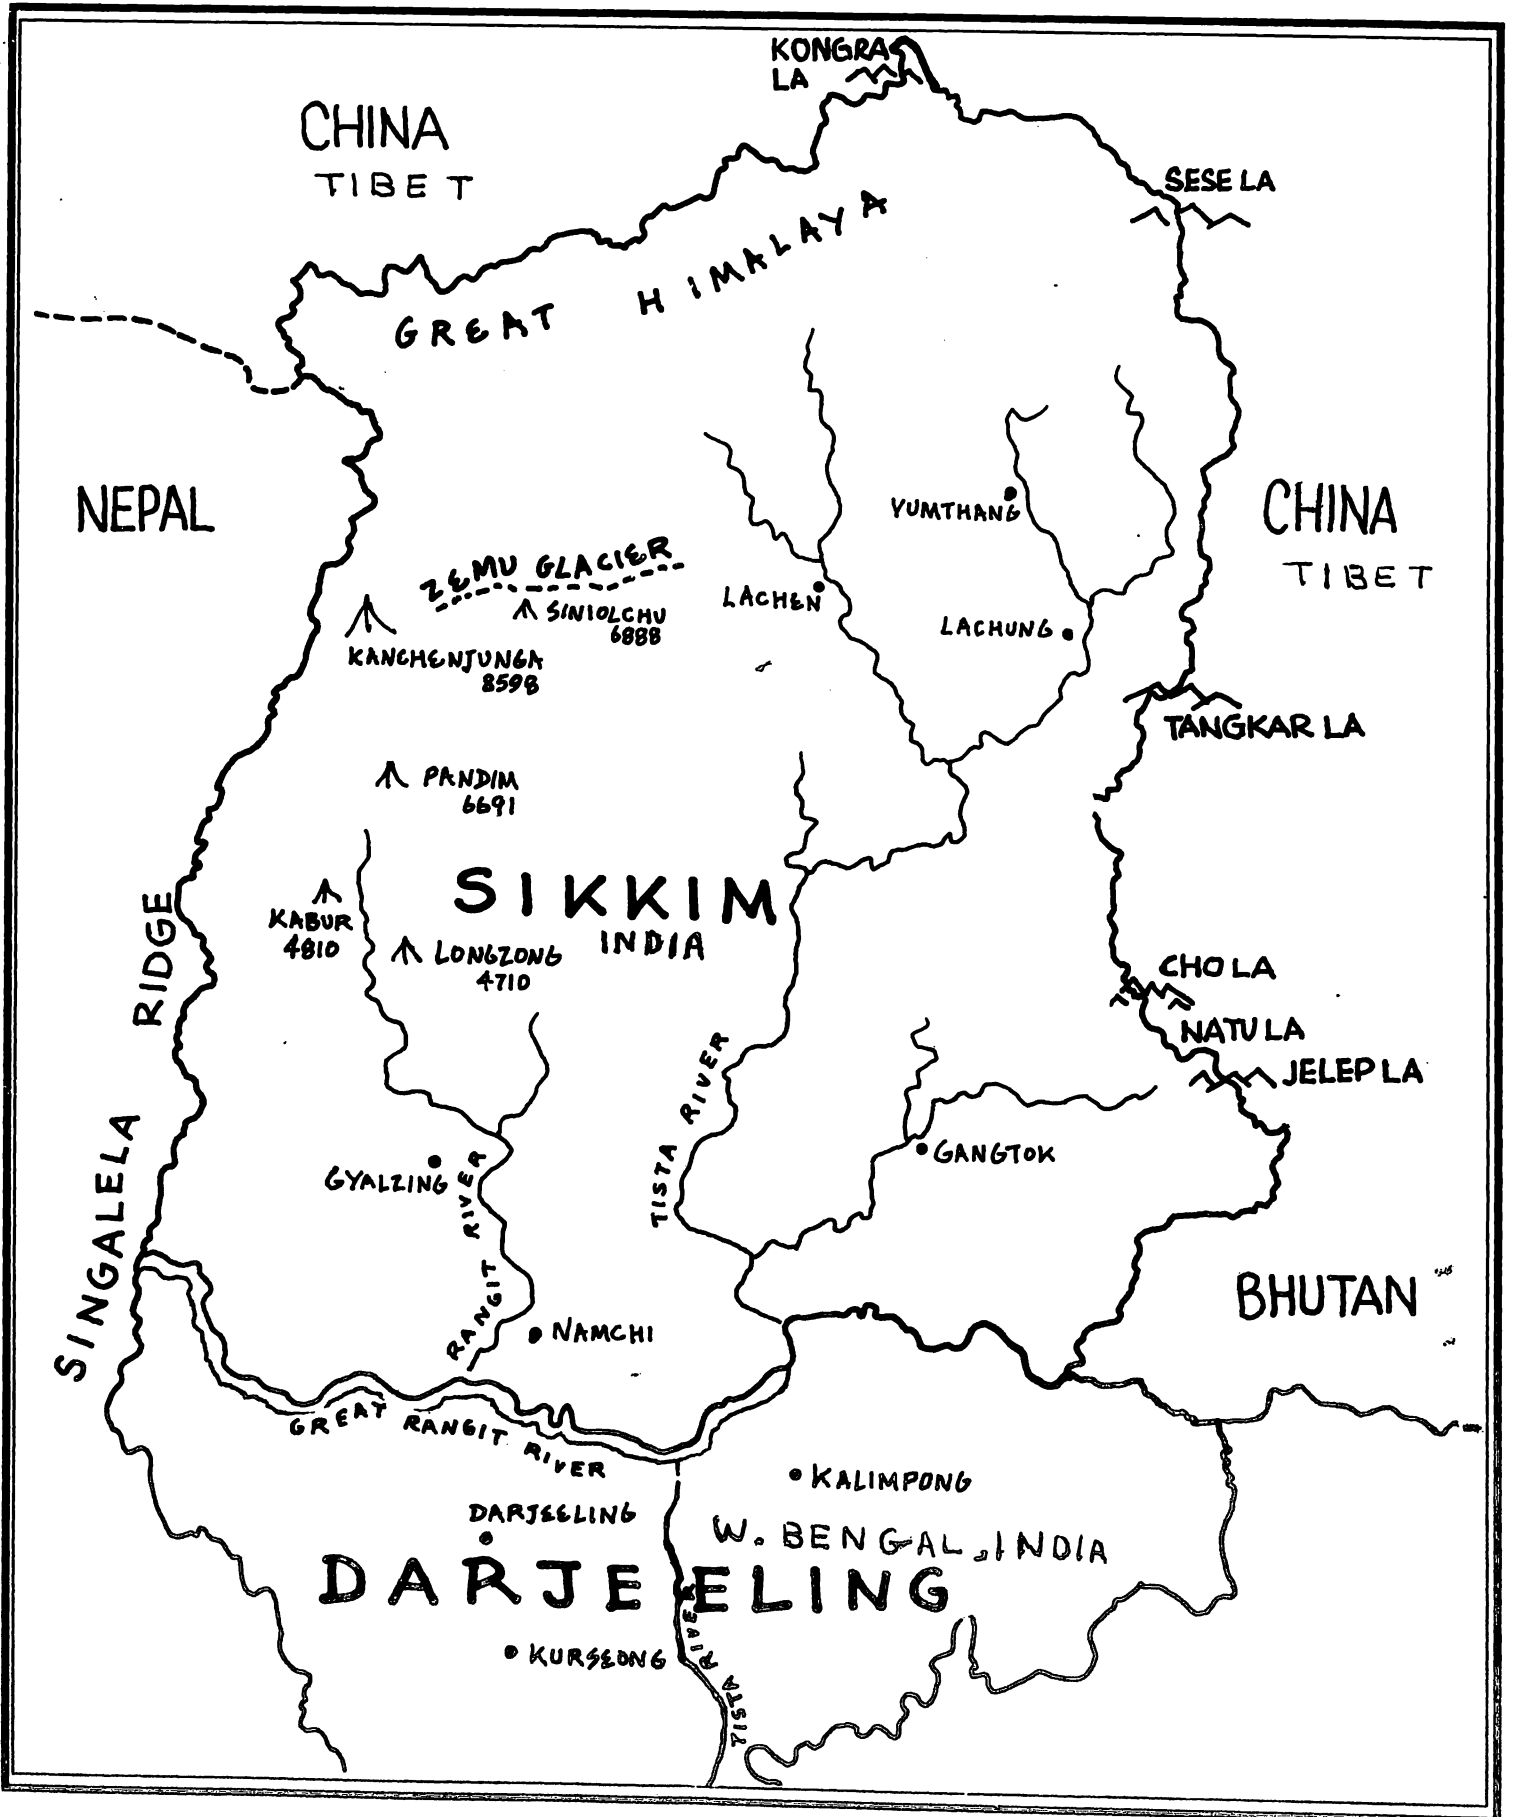 KONGRA
LA
CHINA
TIBET
SESE LA
GREAT HIMALAYA
NEPAL
CHINA
TIBET
YUMTHANG
ZEMU GLACIER
LACHEN
SINIOLCHU
6888
LACHUNG
KANCHENJUNGA
8598
TANGKAR LA
PANDIM
6691
SIKKIM
INDIA
KABUR
4810
LONGZONG
4710
CHO LA
NATU LA
JELEP LA
SINGALELA RIDGE
TISTA RIVER
GANGTOK
GYALZING
RANGIT RIVER
NAMCHI
BHUTAN
GREAT RANGIT RIVER
KALIMPONG
DARJEELING
W. BENGAL, INDIA
DARJEELING
KURSEONG
TISTA RIVER